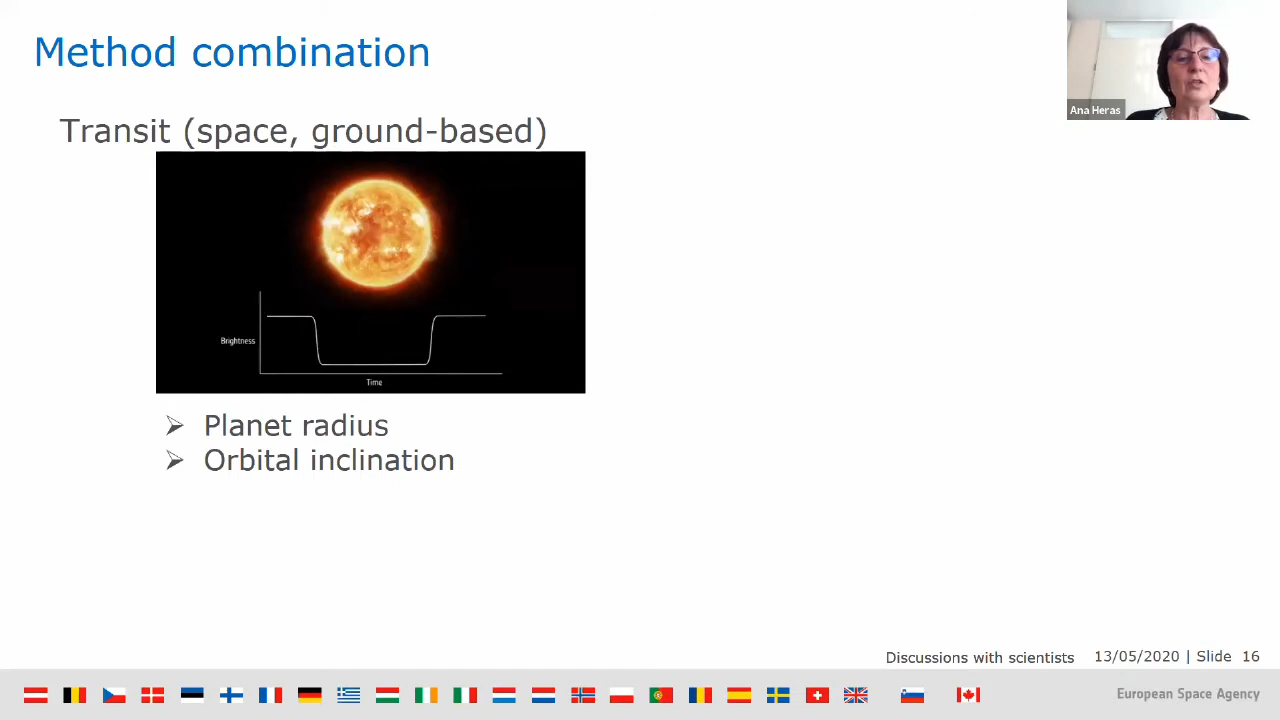 Method combination
Ana Heras
Transit (space, ground-based)
Brightness
Time
Planet radius
Orbital inclination
Discussions with scientists 13/05/2020 | Slide 16
European Space Agency